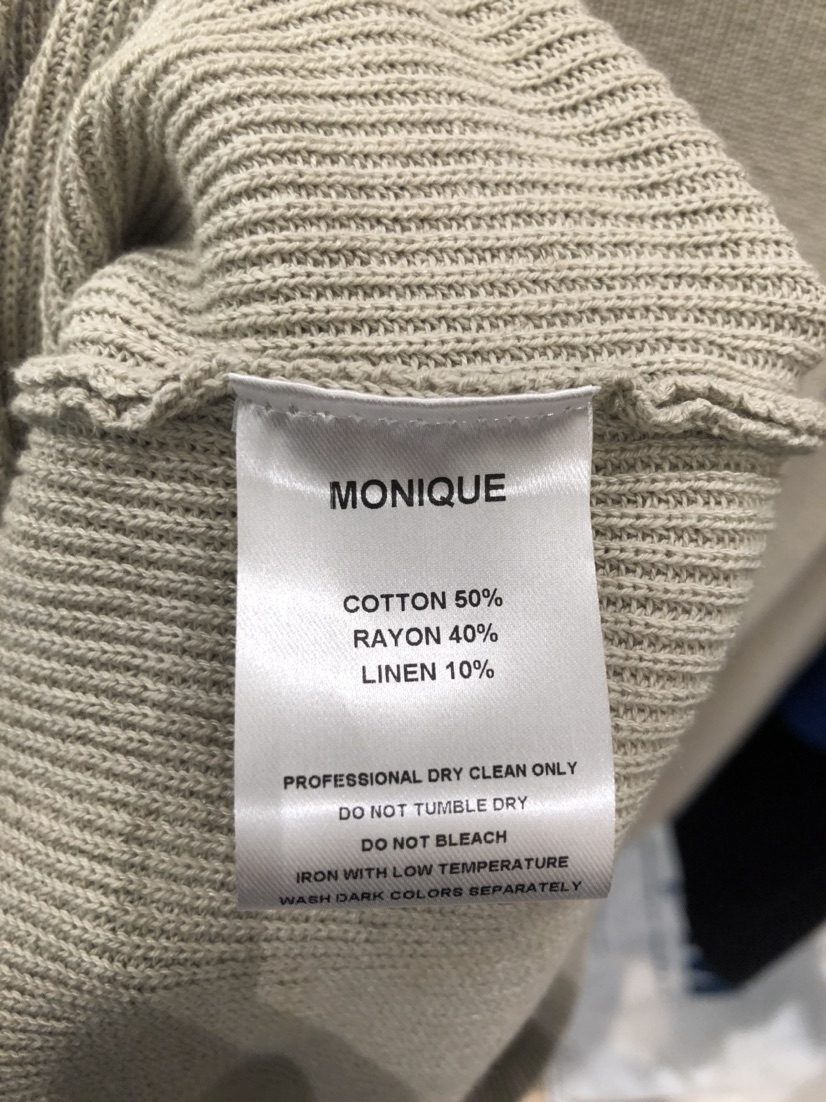 MONIQUE
COTTON 50%
RAYON 40%
LINEN 10%
PROFESSIONAL DRY CLEAN ONLY
DO NOT TUMBLE DRY
DO NOT BLEACH
IRON WITH LOW TEMPERATURE
WASH DARK COLORS SEPARATELY